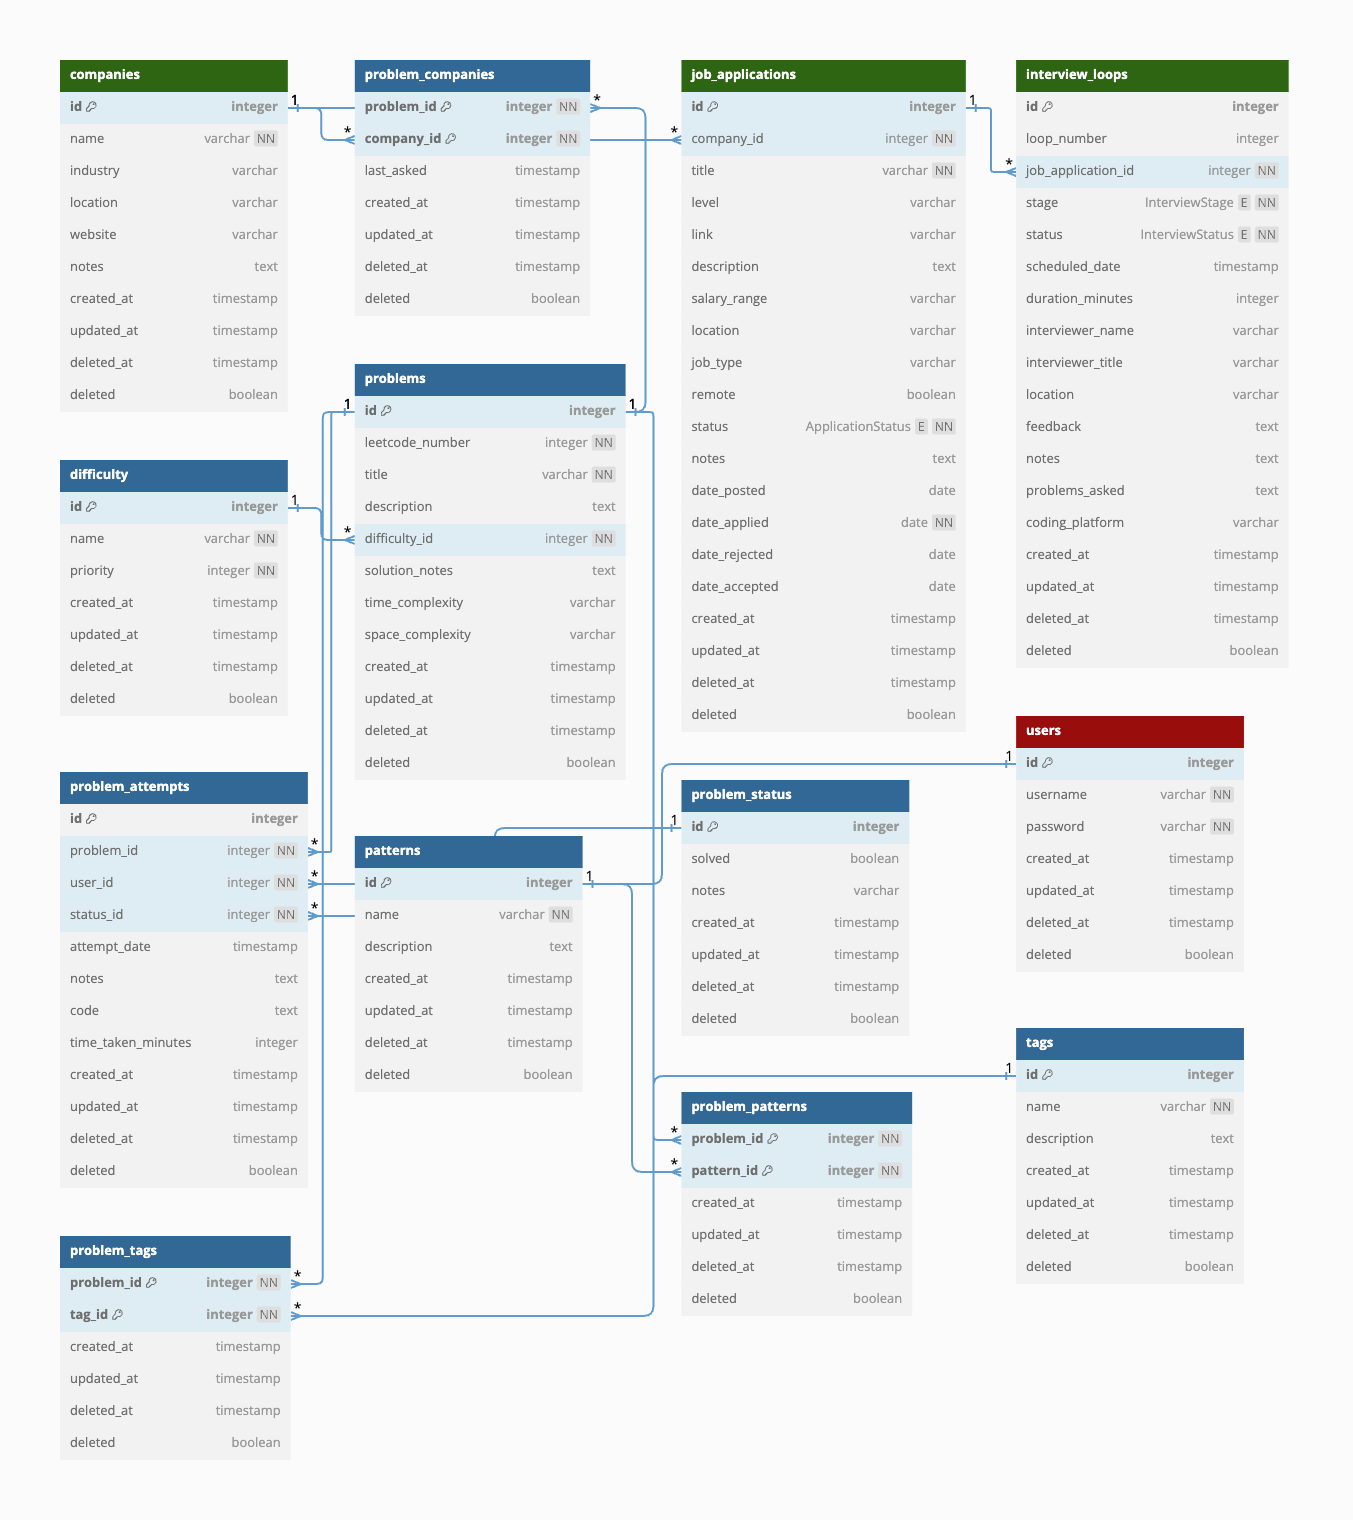 companies
id integer
name varchar NN
industry varchar
location varchar
website varchar
notes text
created_at timestamp
updated_at timestamp
deleted_at timestamp
deleted boolean
1
*
problem_companies
problem_id integer NN
company_id integer NN
last_asked timestamp
created_at timestamp
updated_at timestamp
deleted_at timestamp
deleted boolean
*
*
job_applications
id integer
company_id integer NN
title varchar NN
level varchar
link varchar
description text
salary_range varchar
location varchar
job_type varchar
remote boolean
status ApplicationStatus E NN
notes text
date_posted date
date_applied date NN
date_rejected date
date_accepted date
created_at timestamp
updated_at timestamp
deleted_at timestamp
deleted boolean
1
*
interview_loops
id integer
loop_number integer
job_application_id integer NN
stage InterviewStage E NN
status InterviewStatus E NN
scheduled_date timestamp
duration_minutes integer
interviewer_name varchar
interviewer_title varchar
location varchar
feedback text
notes text
problems_asked text
coding_platform varchar
created_at timestamp
updated_at timestamp
deleted_at timestamp
deleted boolean
difficulty
id integer
name varchar NN
priority integer NN
created_at timestamp
updated_at timestamp
deleted_at timestamp
deleted boolean
1
1
*
problems
id integer
leetcode_number integer NN
title varchar NN
description text
difficulty_id integer NN
solution_notes text
time_complexity varchar
space_complexity varchar
created_at timestamp
updated_at timestamp
deleted_at timestamp
deleted boolean
1
problem_attempts
id integer
problem_id integer NN
user_id integer NN
status_id integer NN
attempt_date timestamp
notes text
code text
time_taken_minutes integer
created_at timestamp
updated_at timestamp
deleted_at timestamp
deleted boolean
*
*
*
patterns
id integer
name varchar NN
description text
created_at timestamp
updated_at timestamp
deleted_at timestamp
deleted boolean
1
1
problem_status
id integer
solved boolean
notes varchar
created_at timestamp
updated_at timestamp
deleted_at timestamp
deleted boolean
1
users
id integer
username varchar NN
password varchar NN
created_at timestamp
updated_at timestamp
deleted_at timestamp
deleted boolean
*
*
problem_patterns
problem_id integer NN
pattern_id integer NN
created_at timestamp
updated_at timestamp
deleted_at timestamp
deleted boolean
1
tags
id integer
name varchar NN
description text
created_at timestamp
updated_at timestamp
deleted_at timestamp
deleted boolean
problem_tags
problem_id integer NN
tag_id integer NN
created_at timestamp
updated_at timestamp
deleted_at timestamp
deleted boolean
*
*